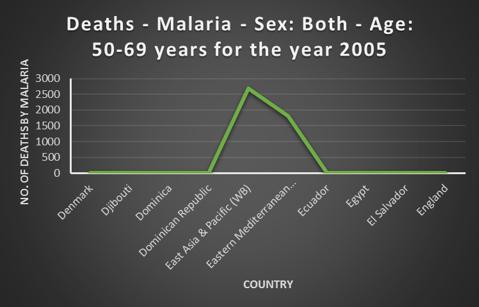 Deaths - Malaria - Sex: Both - Age:
50-69 years for the year 2005
NO. OF DEATHS BY MALARIA
3000
2500
2000
1500
1000
500
0
Denmark
Djibouti
Dominica
Dominican Republic
East Asia & Pacific (WB)
Eastern Mediterranean...
Ecuador
Egypt
El Salvador
England
COUNTRY